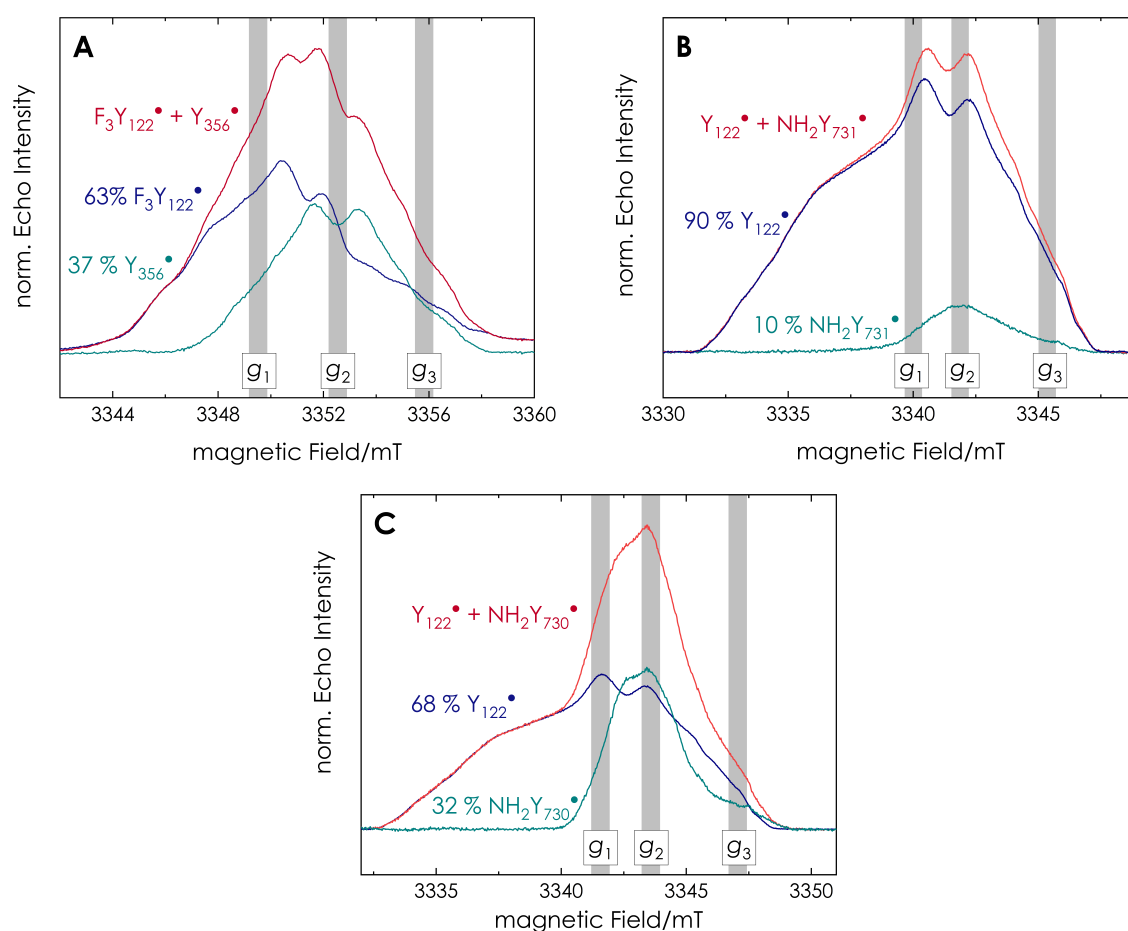 A
norm. Echo Intensity
F₃Y₁₂₂• + Y₃₅₆•
63% F₃Y₁₂₂•
37 % Y₃₅₆•
g₁ g₂ g₃
3344 3348 3352 3356 3360
magnetic Field/mT
B
norm. Echo Intensity
Y₁₂₂• + NH₂Y₇₃₁•
90 % Y₁₂₂•
10 % NH₂Y₇₃₁•
g₁ g₂ g₃
3330 3335 3340 3345
magnetic Field/mT
C
norm. Echo Intensity
Y₁₂₂• + NH₂Y₇₃₀•
68 % Y₁₂₂•
32 % NH₂Y₇₃₀•
g₁ g₂ g₃
3335 3340 3345 3350
magnetic Field/mT